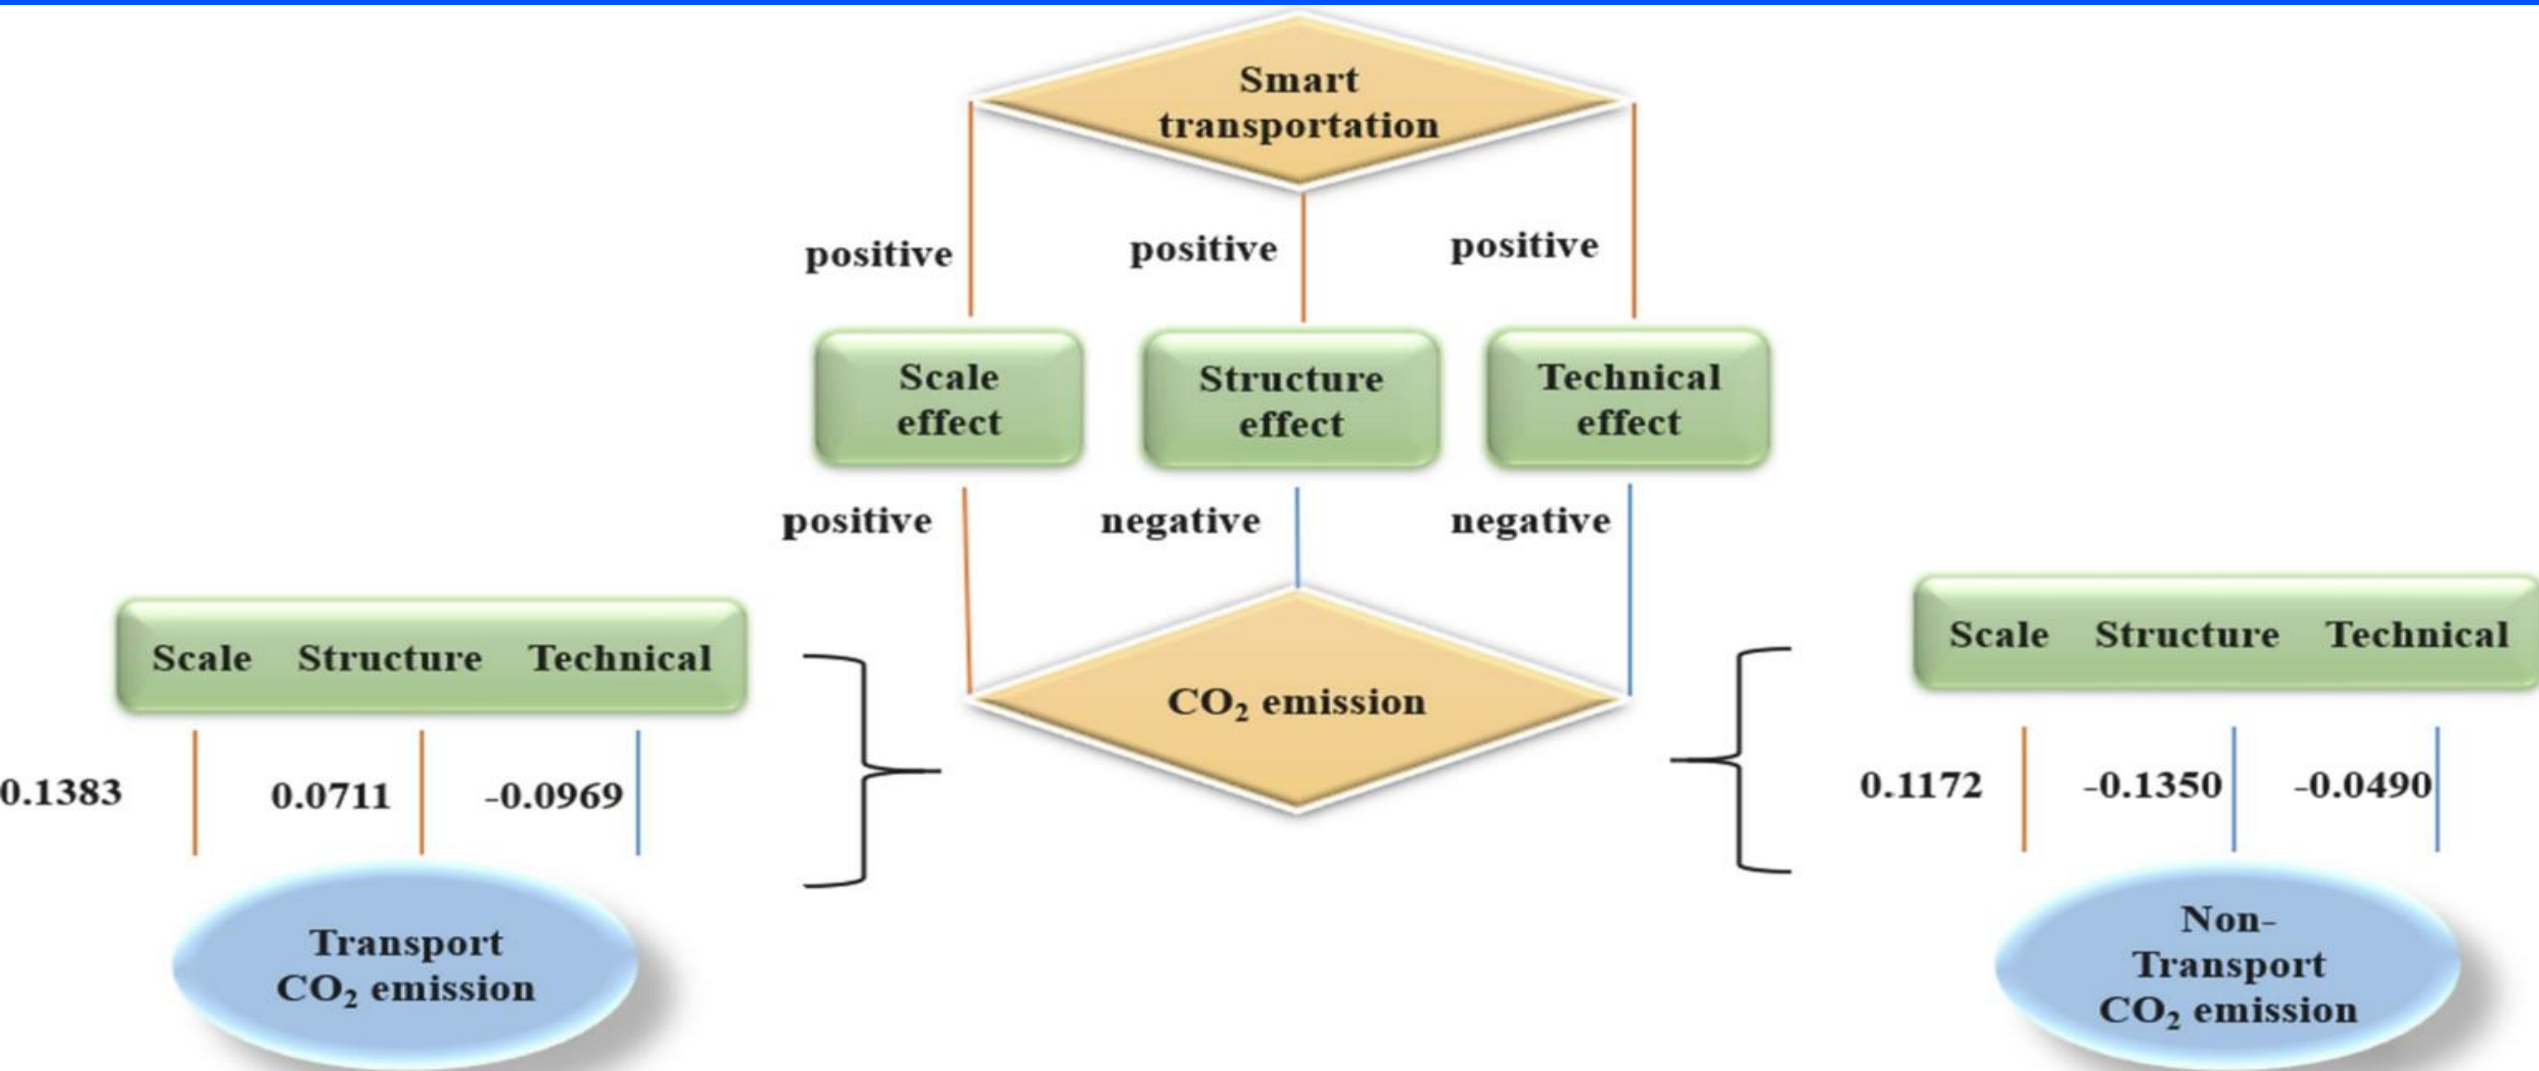 Smart
transportation
positive
positive
positive
Scale
effect
Structure
effect
Technical
effect
positive
negative
negative
Scale Structure Technical
CO₂ emission
Scale Structure Technical
0.1383
0.0711
-0.0969
0.1172
-0.1350
-0.0490
Transport
CO₂ emission
Non-
Transport
CO₂ emission